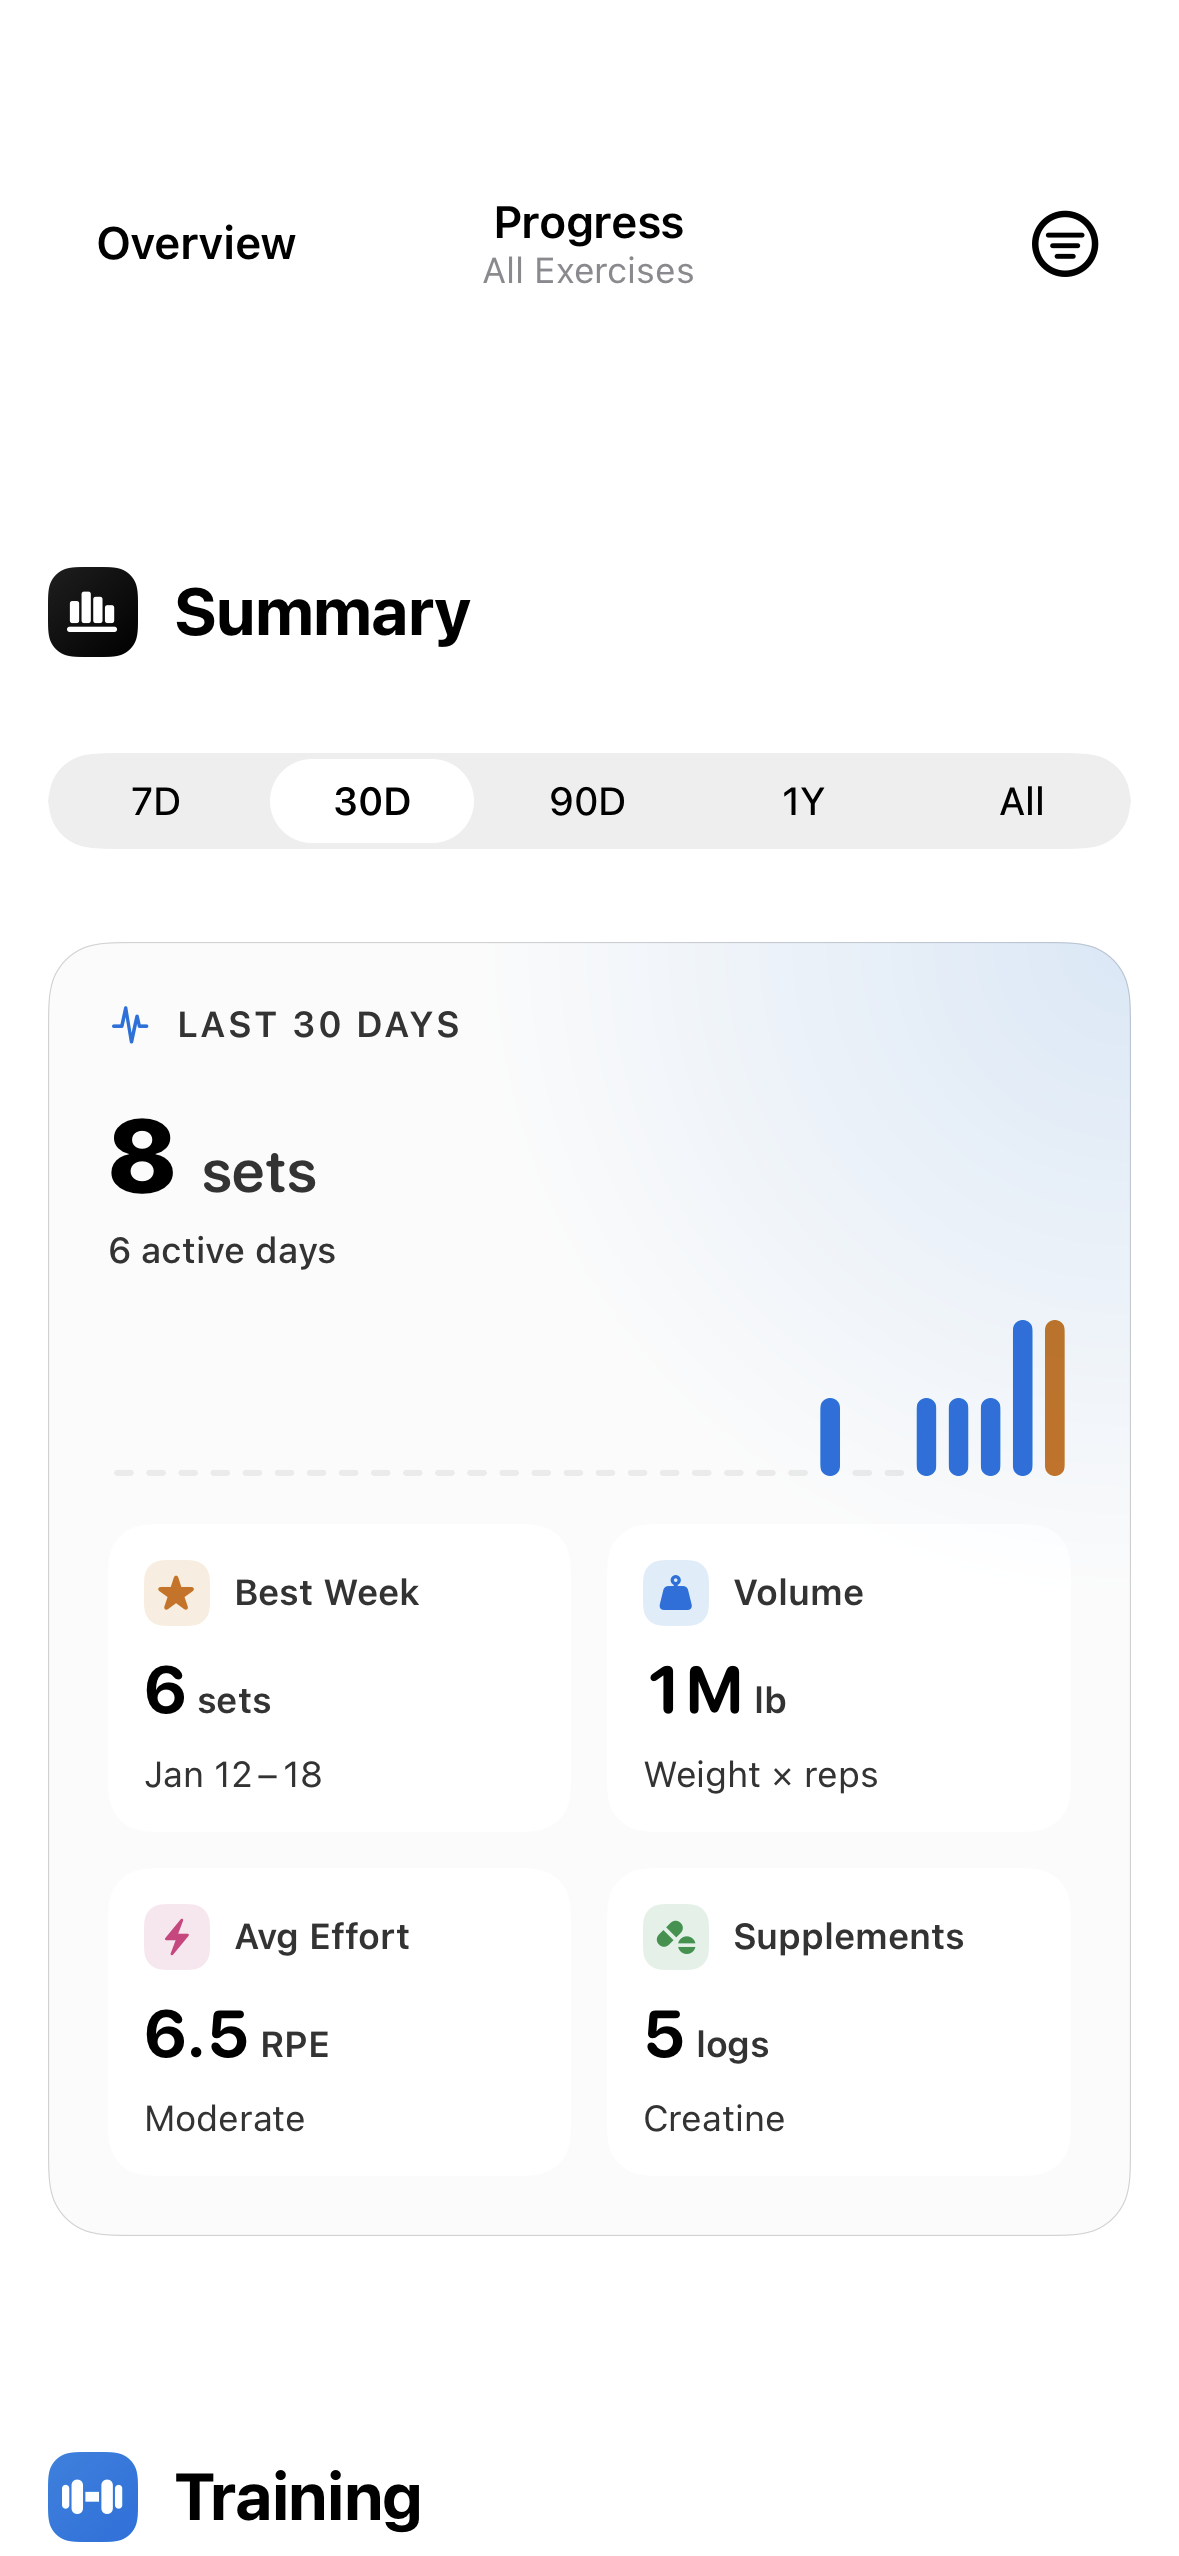 Overview
Progress
All Exercises
Summary
7D 30D 90D 1Y All
LAST 30 DAYS
8 sets
6 active days
Best Week
6 sets
Jan 12–18
Volume
1M lb
Weight × reps
Avg Effort
6.5 RPE
Moderate
Supplements
5 logs
Creatine
Training